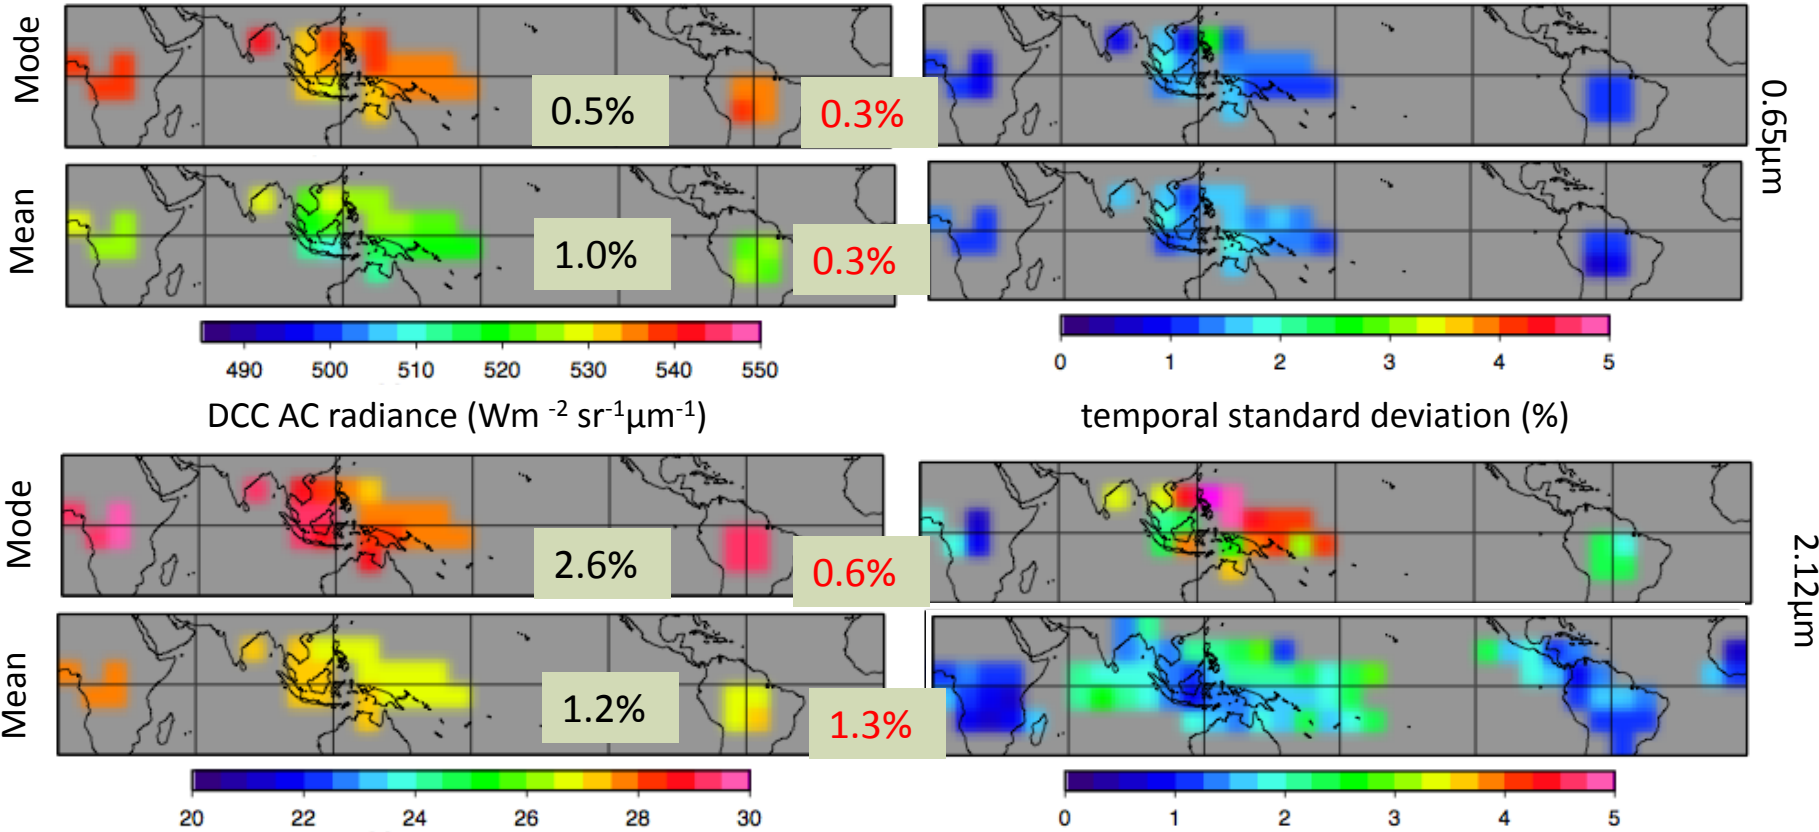 Mode
0.5%
0.3%
0.65μm
Mean
1.0%
0.3%
490 500 510 520 530 540 550
0 1 2 3 4 5
DCC AC radiance (Wm -2 sr-1μm-1)
temporal standard deviation (%)
Mode
2.6%
0.6%
2.12μm
Mean
1.2%
1.3%
20 22 24 26 28 30
0 1 2 3 4 5